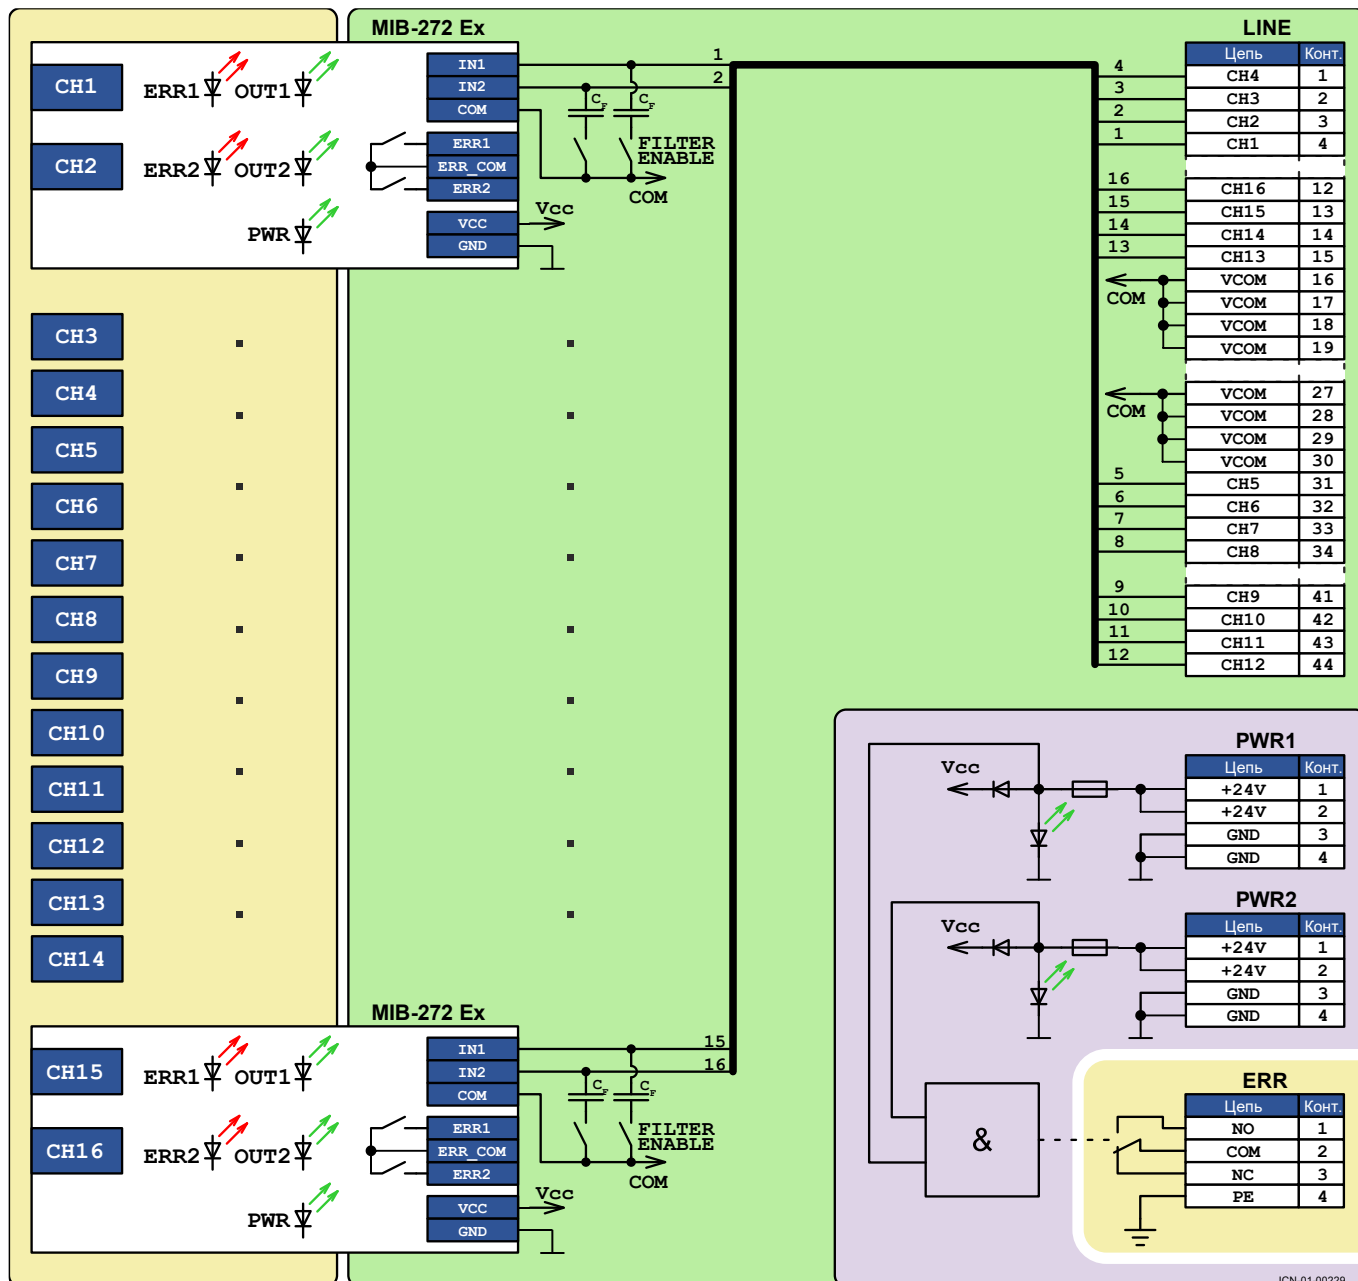 MIB-272 Ex
CH1
CH2
ERR1
OUT1
ERR2
OUT2
PWR
IN1
IN2
COM
ERR1
ERR_COM
ERR2
VCC
GND
1
2
CF
CF
FILTER
ENABLE
COM
Vcc
CH3
CH4
CH5
CH6
CH7
CH8
CH9
CH10
CH11
CH12
CH13
CH14
MIB-272 Ex
CH15
CH16
ERR1
OUT1
ERR2
OUT2
PWR
IN1
IN2
COM
ERR1
ERR_COM
ERR2
VCC
GND
15
16
CF
CF
FILTER
ENABLE
COM
Vcc
LINE
Цепь Конт.
4 CH4 1
3 CH3 2
2 CH2 3
1 CH1 4
16 CH16 12
15 CH15 13
14 CH14 14
13 CH13 15
VCOM 16
COM VCOM 17
VCOM 18
VCOM 19
VCOM 27
COM VCOM 28
VCOM 29
VCOM 30
5 CH5 31
6 CH6 32
7 CH7 33
8 CH8 34
9 CH9 41
10 CH10 42
11 CH11 43
12 CH12 44
PWR1
Цепь Конт.
Vcc
+24V 1
+24V 2
GND 3
GND 4
PWR2
Цепь Конт.
Vcc
+24V 1
+24V 2
GND 3
GND 4
ERR
Цепь Конт.
&
NO 1
COM 2
NC 3
PE 4
ICN-01-00229